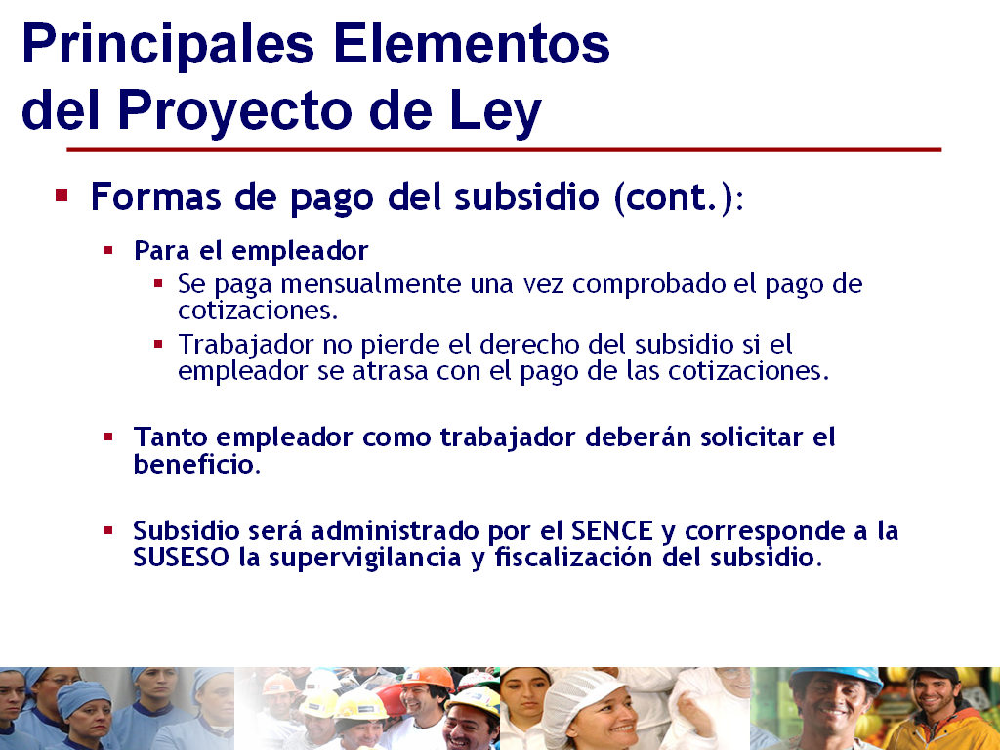 Principales Elementos
del Proyecto de Ley
Formas de pago del subsidio (cont.):
Para el empleador
Se paga mensualmente una vez comprobado el pago de
cotizaciones.
Trabajador no pierde el derecho del subsidio si el
empleador se atrasa con el pago de las cotizaciones.
Tanto empleador como trabajador deberán solicitar el
beneficio.
Subsidio será administrado por el SENCE y corresponde a la
SUSESO la supervigilancia y fiscalización del subsidio.